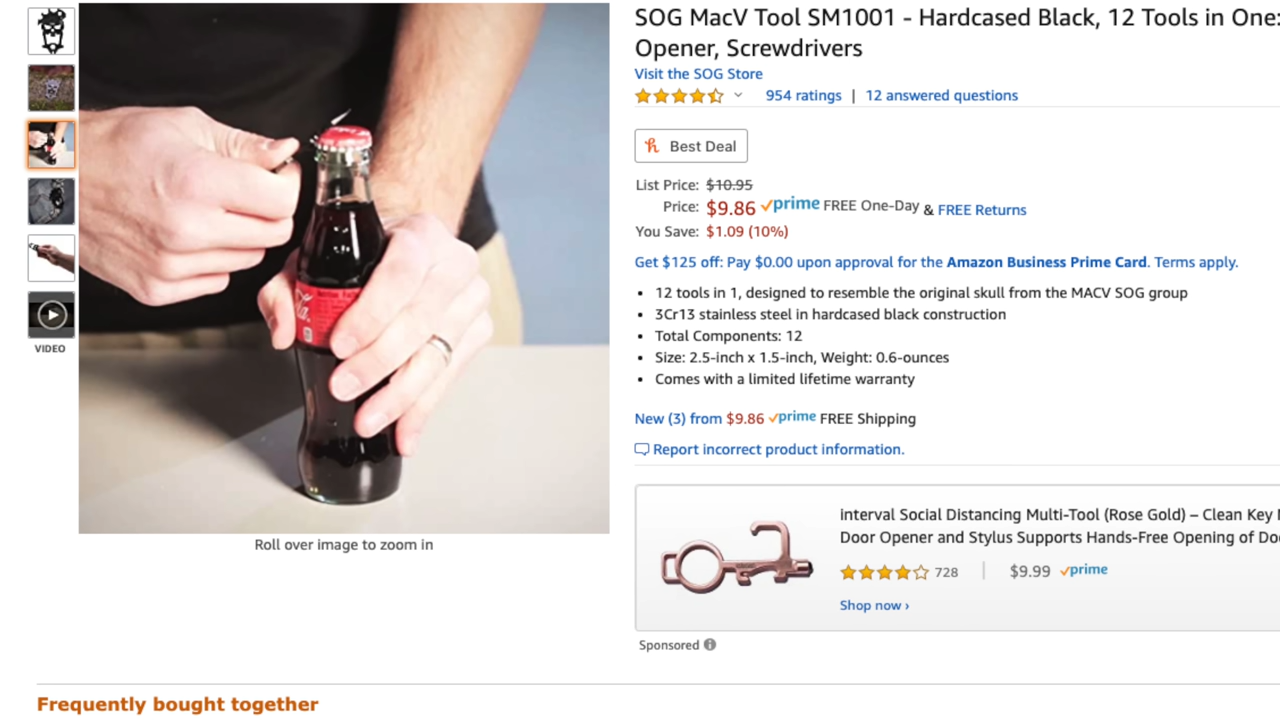 SOG MacV Tool SM1001 - Hardcased Black, 12 Tools in One:
Opener, Screwdrivers
Visit the SOG Store
954 ratings | 12 answered questions
Best Deal
List Price: $10.95
Price: $9.86 prime FREE One-Day & FREE Returns
You Save: $1.09 (10%)
Get $125 off: Pay $0.00 upon approval for the Amazon Business Prime Card. Terms apply.
• 12 tools in 1, designed to resemble the original skull from the MACV SOG group
• 3Cr13 stainless steel in hardcased black construction
• Total Components: 12
• Size: 2.5-inch x 1.5-inch, Weight: 0.6-ounces
• Comes with a limited lifetime warranty
New (3) from $9.86 prime FREE Shipping
Report incorrect product information.
VIDEO
Roll over image to zoom in
interval Social Distancing Multi-Tool (Rose Gold) – Clean Key
Door Opener and Stylus Supports Hands-Free Opening of
728 | $9.99 prime
Shop now ›
Sponsored
Frequently bought together